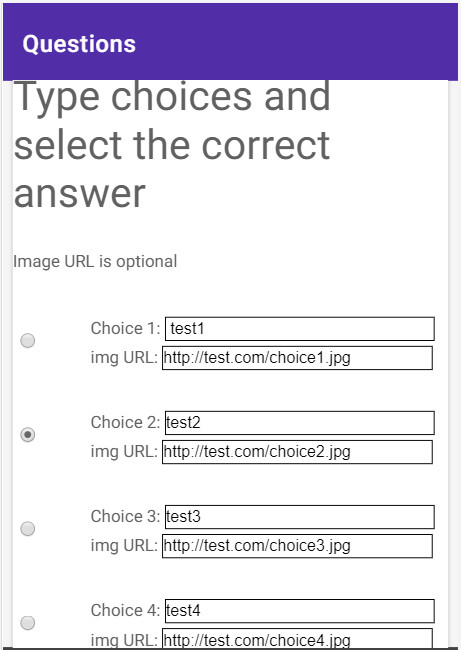 Questions
Type choices and
select the correct
answer
Image URL is optional
Choice 1: test1
img URL: http://test.com/choice1.jpg
Choice 2: test2
img URL: http://test.com/choice2.jpg
Choice 3: test3
img URL: http://test.com/choice3.jpg
Choice 4: test4
img URL: http://test.com/choice4.jpg